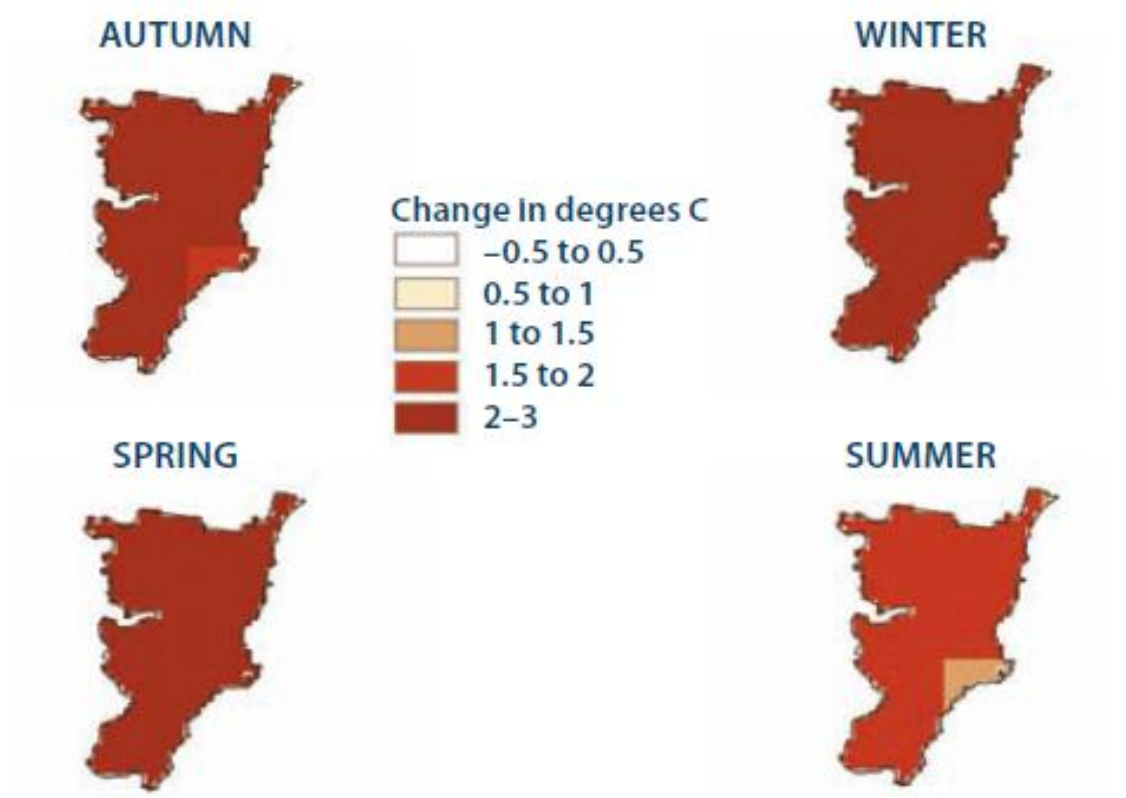 AUTUMN
WINTER
Change in degrees C
–0.5 to 0.5
0.5 to 1
1 to 1.5
1.5 to 2
2–3
SPRING
SUMMER